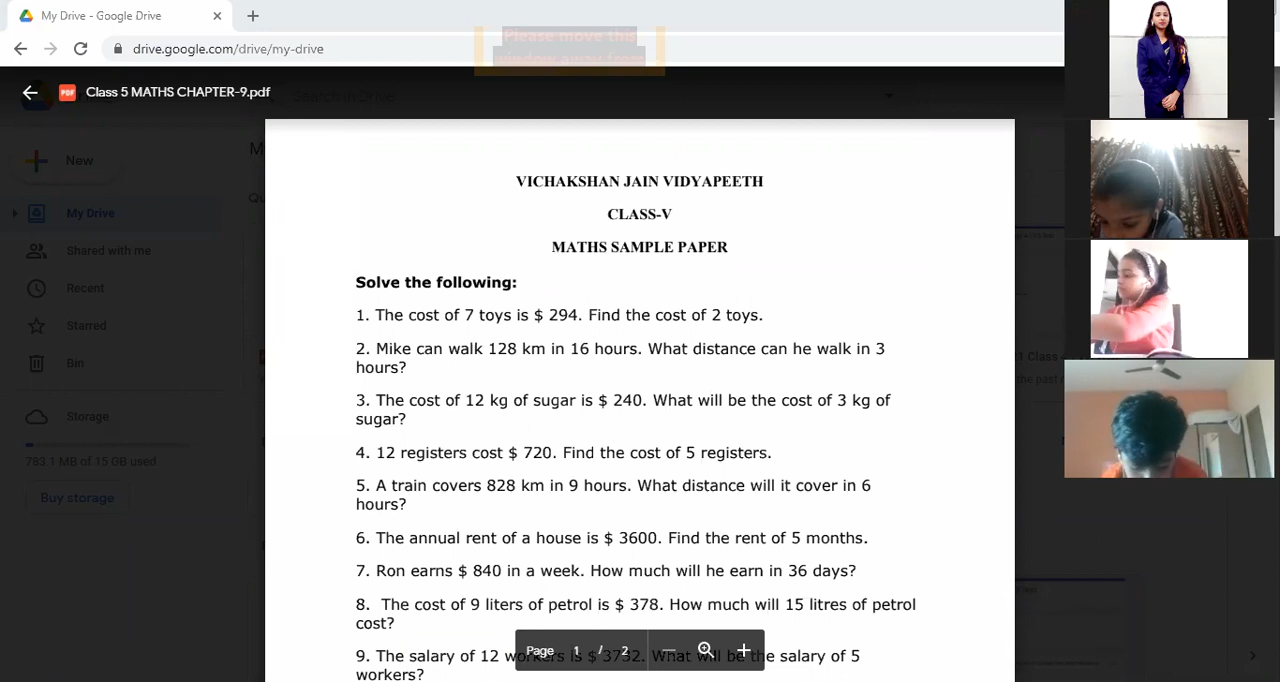 My Drive - Google Drive
drive.google.com/drive/my-drive
Please move this
window away from
Class 5 MATHS CHAPTER-9.pdf
Search in Drive
New
My Drive
Shared with me
Recent
Starred
Bin
Storage
783.1 MB of 15 GB used
Buy storage
VICHAKSHAN JAIN VIDYAPEETH
CLASS-V
MATHS SAMPLE PAPER
Solve the following:
1. The cost of 7 toys is $ 294. Find the cost of 2 toys.
2. Mike can walk 128 km in 16 hours. What distance can he walk in 3
hours?
3. The cost of 12 kg of sugar is $ 240. What will be the cost of 3 kg of
sugar?
4. 12 registers cost $ 720. Find the cost of 5 registers.
5. A train covers 828 km in 9 hours. What distance will it cover in 6
hours?
6. The annual rent of a house is $ 3600. Find the rent of 5 months.
7. Ron earns $ 840 in a week. How much will he earn in 36 days?
8. The cost of 9 liters of petrol is $ 378. How much will 15 litres of petrol
cost?
9. The salary of 12 workers is $ 3732. What will be the salary of 5
workers?
Page 1 / 2